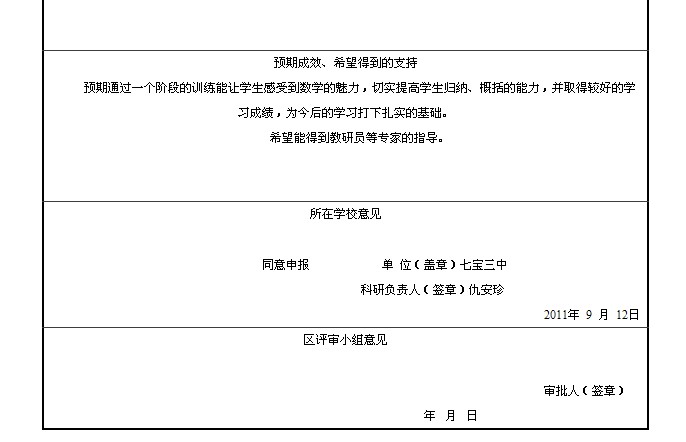 预期成效、希望得到的支持
预期通过一个阶段的训练能让学生感受到数学的魅力，切实提高学生归纳、概括的能力，并取得较好的学
习成绩，为今后的学习打下扎实的基础。
希望能得到教研员等专家的指导。
所在学校意见
同意申报 单 位（盖章）七宝三中
科研负责人（签章）仇安珍
2011年 9 月 12日
区评审小组意见
审批人（签章）
年 月 日